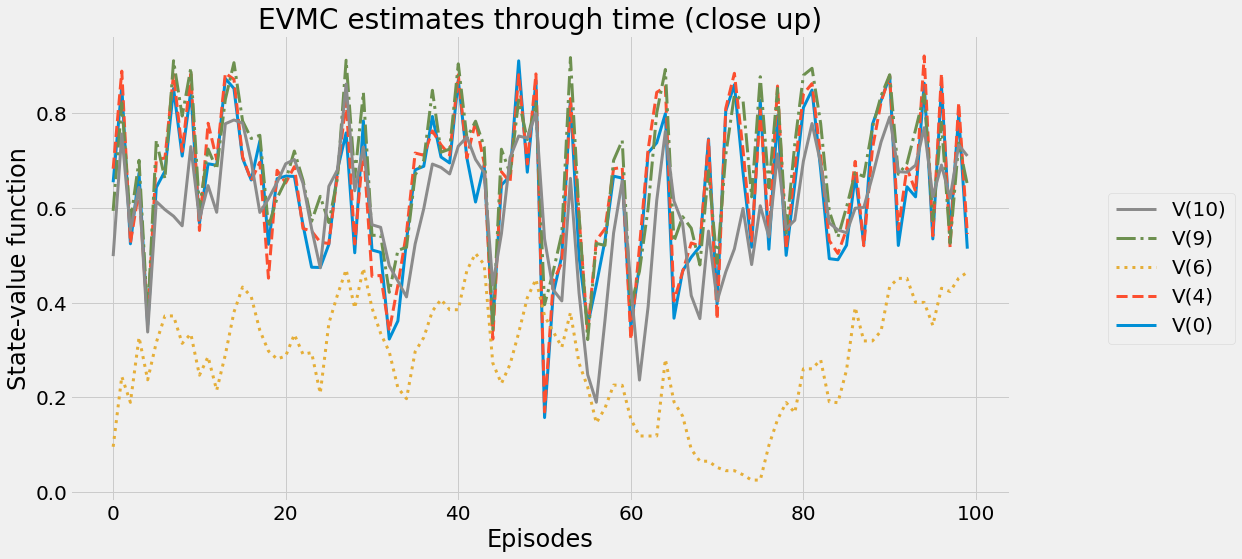 EVMC estimates through time (close up)
State-value function
0.8
0.6
0.4
0.2
0.0
0 20 40 60 80 100
Episodes
V(10)
V(9)
V(6)
V(4)
V(0)